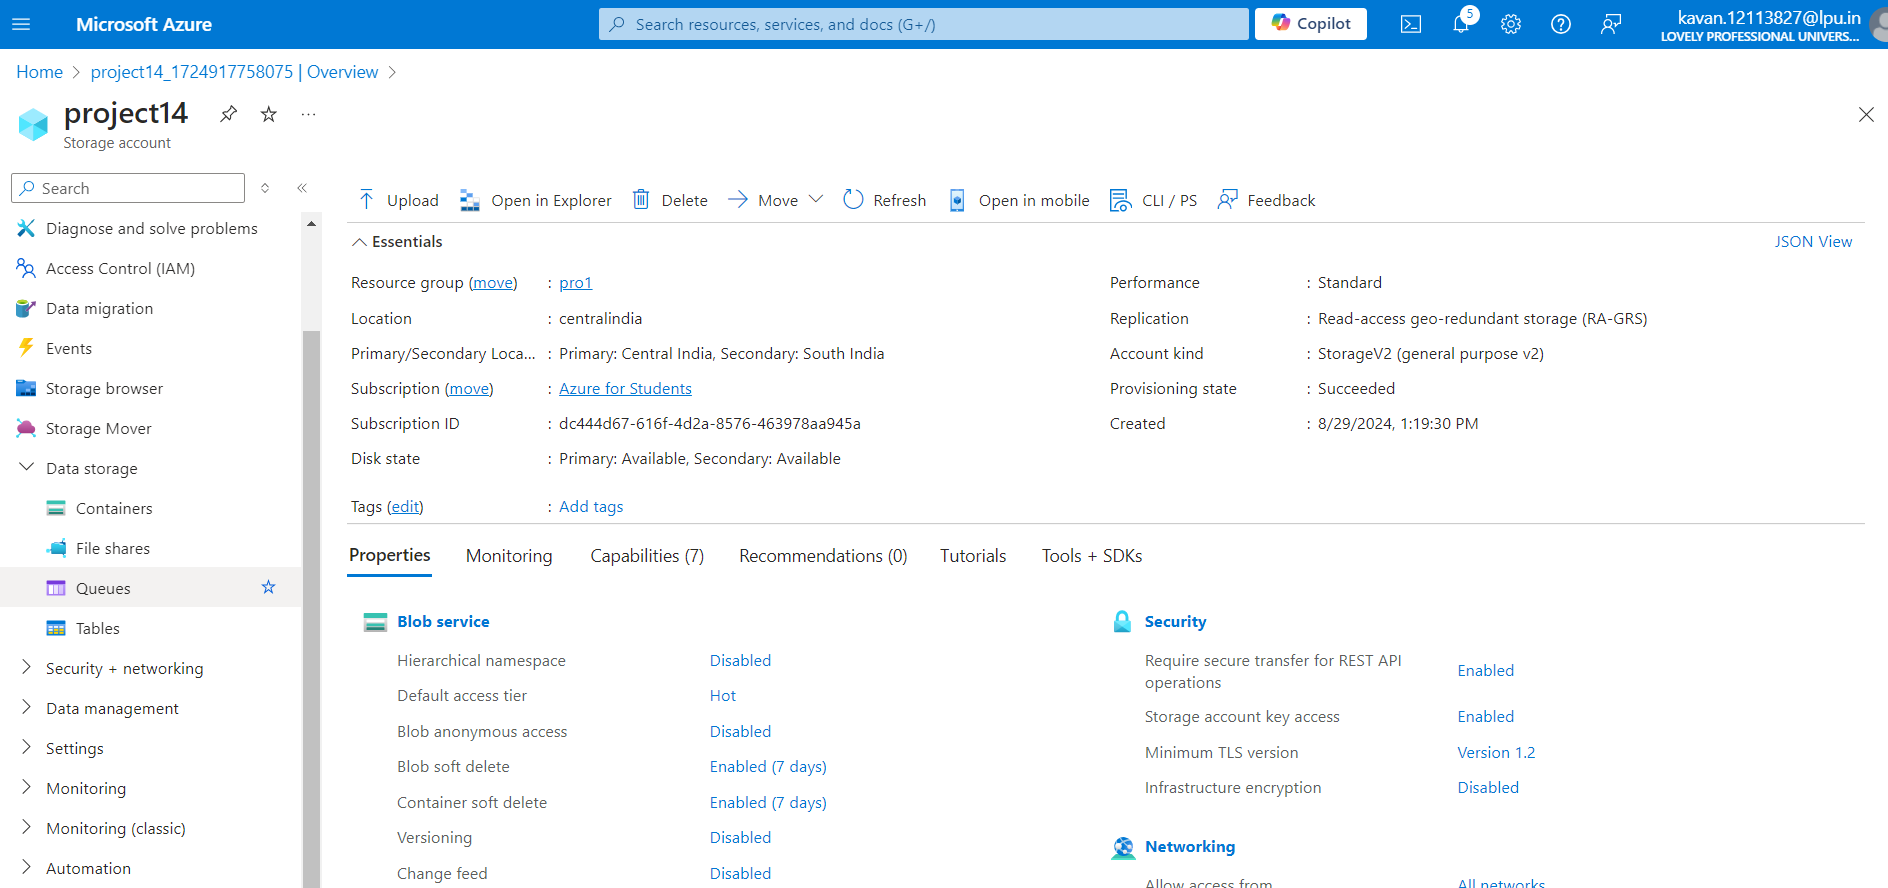 Microsoft Azure
Search resources, services, and docs (G+/)
Copilot
5
kavan.12113827@lpu.in
LOVELY PROFESSIONAL UNIVERS...
Home > project14_1724917758075 | Overview >
project14
Storage account
Search
Diagnose and solve problems
Access Control (IAM)
Data migration
Events
Storage browser
Storage Mover
Data storage
Containers
File shares
Queues
Tables
Security + networking
Data management
Settings
Monitoring
Monitoring (classic)
Automation
Upload Open in Explorer Delete Move Refresh Open in mobile CLI / PS Feedback
Essentials
JSON View
Resource group (move) : pro1
Location : centralindia
Primary/Secondary Loca... : Primary: Central India, Secondary: South India
Subscription (move) : Azure for Students
Subscription ID : dc444d67-616f-4d2a-8576-463978aa945a
Disk state : Primary: Available, Secondary: Available
Tags (edit) : Add tags
Performance : Standard
Replication : Read-access geo-redundant storage (RA-GRS)
Account kind : StorageV2 (general purpose v2)
Provisioning state : Succeeded
Created : 8/29/2024, 1:19:30 PM
Properties Monitoring Capabilities (7) Recommendations (0) Tutorials Tools + SDKs
Blob service
Hierarchical namespace Disabled
Default access tier Hot
Blob anonymous access Disabled
Blob soft delete Enabled (7 days)
Container soft delete Enabled (7 days)
Versioning Disabled
Change feed Disabled
Security
Require secure transfer for REST API
operations
Enabled
Storage account key access Enabled
Minimum TLS version Version 1.2
Infrastructure encryption Disabled
Networking
Allow access from All networks